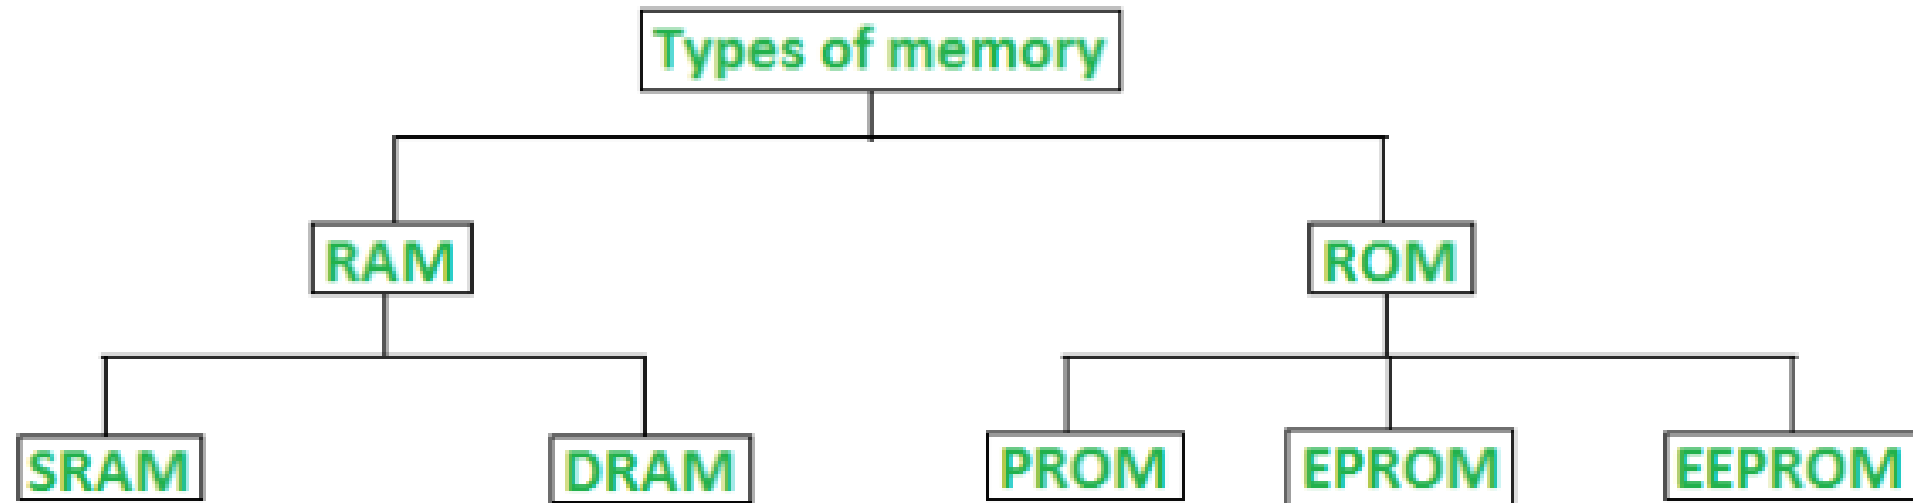 Types of memory
RAM
ROM
SRAM
DRAM
PROM
EPROM
EEPROM